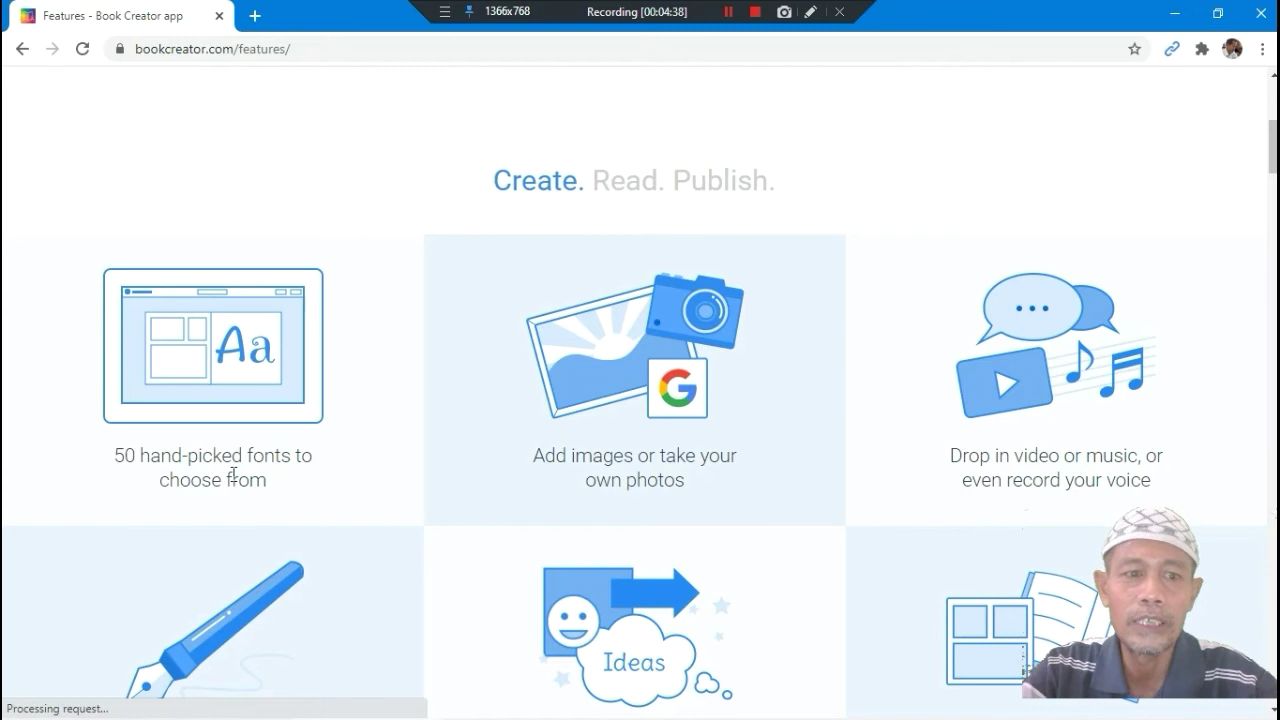 Features - Book Creator app
1366x768
Recording [00:04:38]
bookcreator.com/features/
Create. Read. Publish.
Aa
50 hand-picked fonts to
choose from
G
Add images or take your
own photos
Drop in video or music, or
even record your voice
Ideas
Processing request...